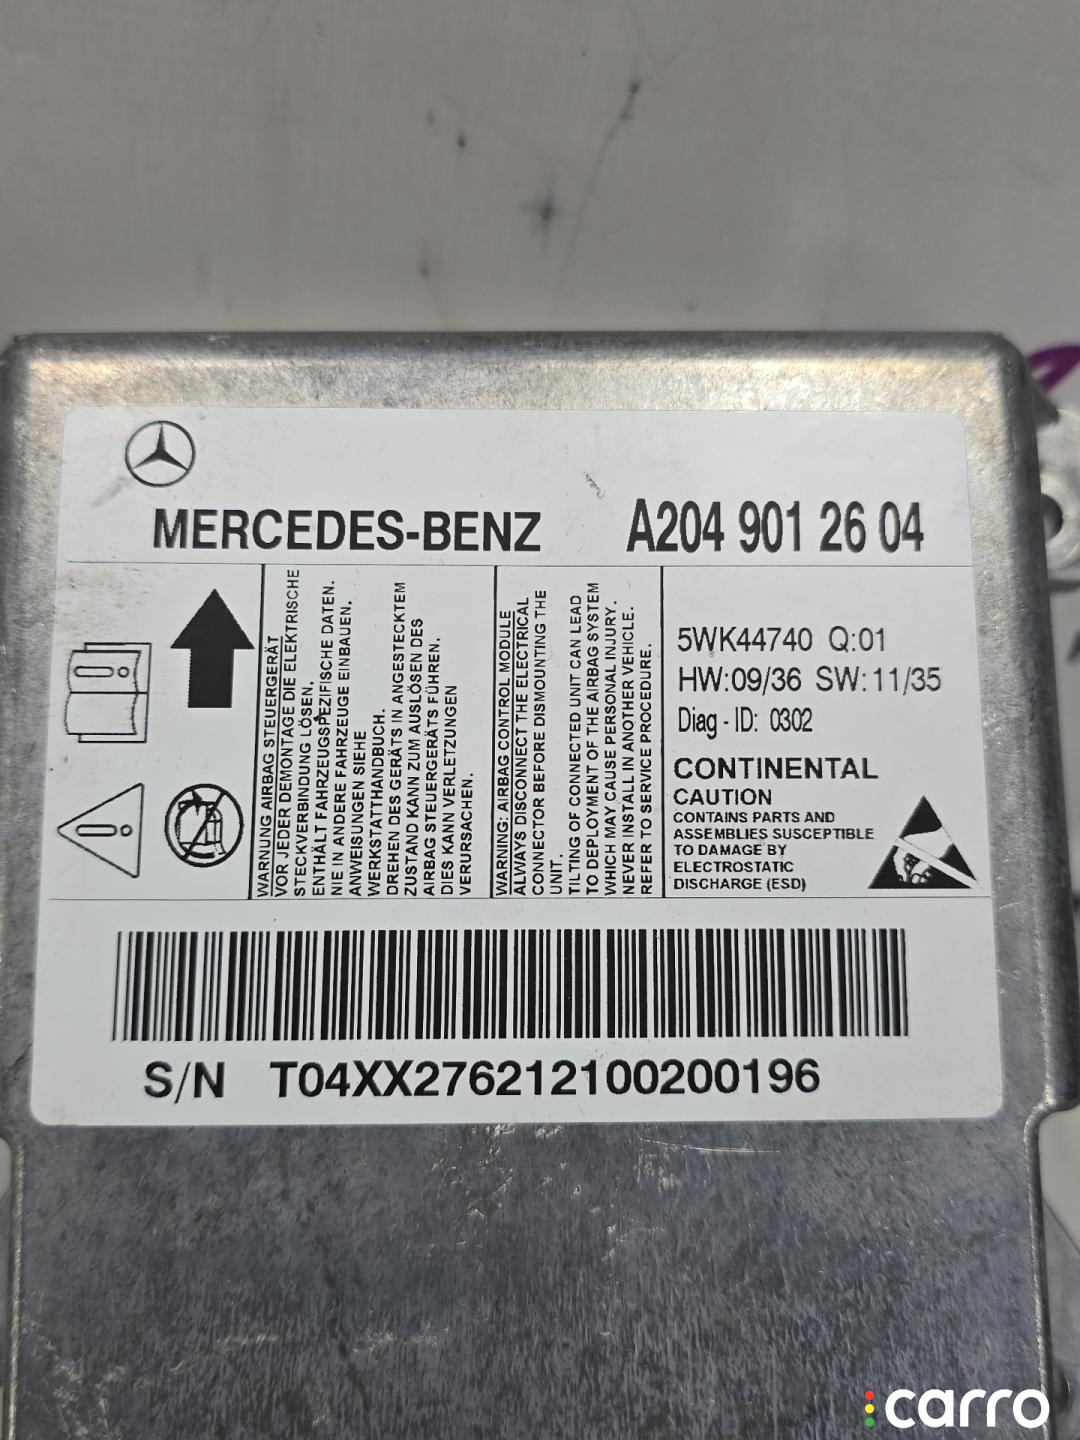 MERCEDES-BENZ
A204 901 26 04
WARNUNG AIRBAG STEUERGERÄT
VOR JEDER DEMONTAGE DIE ELEKTRISCHE
STECKVERBINDUNG LÖSEN.
ENTHÄLT FAHRZEUGSPEZIFISCHE DATEN.
NIE IN ANDERE FAHRZEUGE EINBAUEN.
ANWEISUNGEN SIEHE
WERKSTATTHANDBUCH.
DREHEN DES GERÄTS IN ANGESTECKTEM
ZUSTAND KANN ZUM AUSLÖSEN DES
AIRBAG STEUERGERÄTS FÜHREN.
DIES KANN VERLETZUNGEN
VERURSACHEN.
WARNING: AIRBAG CONTROL MODULE
ALWAYS DISCONNECT THE ELECTRICAL
CONNECTOR BEFORE DISMOUNTING THE
UNIT.
TILTING OF CONNECTED UNIT CAN LEAD
TO DEPLOYMENT OF THE AIRBAG SYSTEM
WHICH MAY CAUSE PERSONAL INJURY.
NEVER INSTALL IN ANOTHER VEHICLE.
REFER TO SERVICE PROCEDURE.
5WK44740 Q:01
HW:09/36 SW:11/35
Diag - ID: 0302
CONTINENTAL
CAUTION
CONTAINS PARTS AND
ASSEMBLIES SUSCEPTIBLE
TO DAMAGE BY
ELECTROSTATIC
DISCHARGE (ESD)
S/N T04XX276212100200196
carro